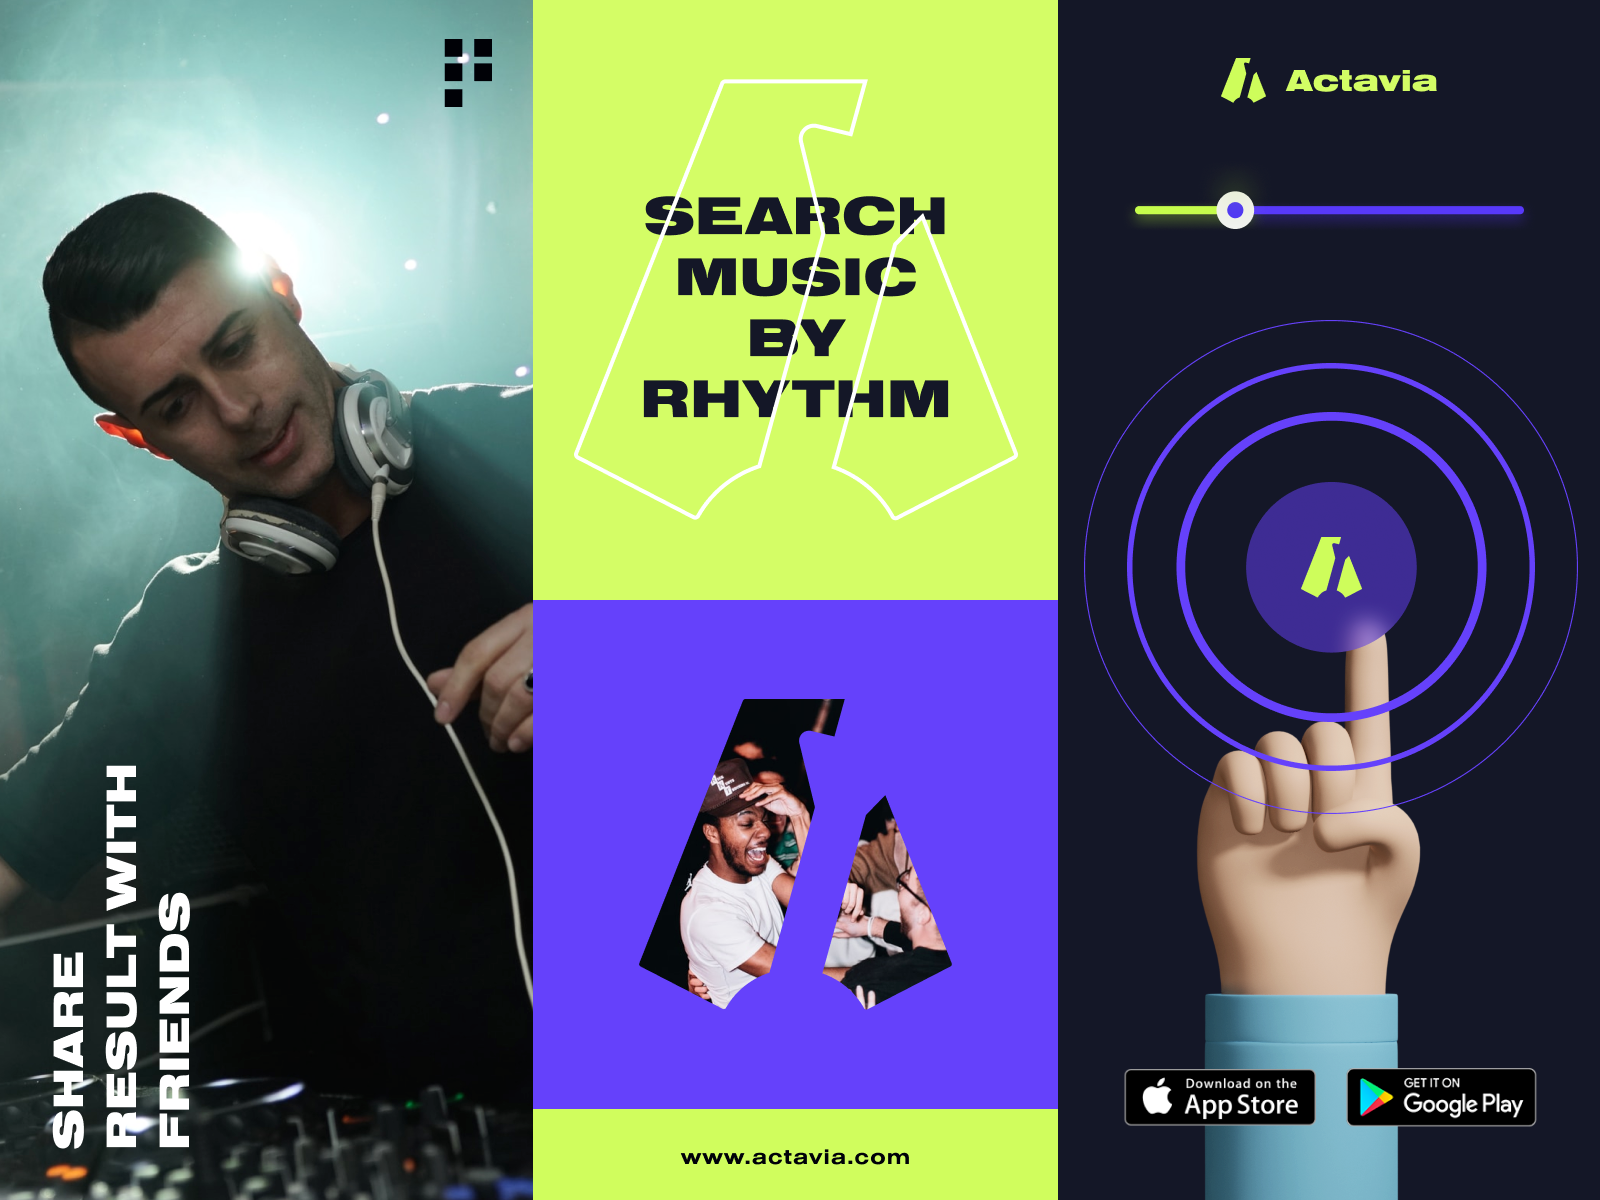 SHARE
RESULT WITH
FRIENDS
SEARCH
MUSIC
BY
RHYTHM
www.actavia.com
Actavia
Download on the
App Store
GET IT ON
Google Play